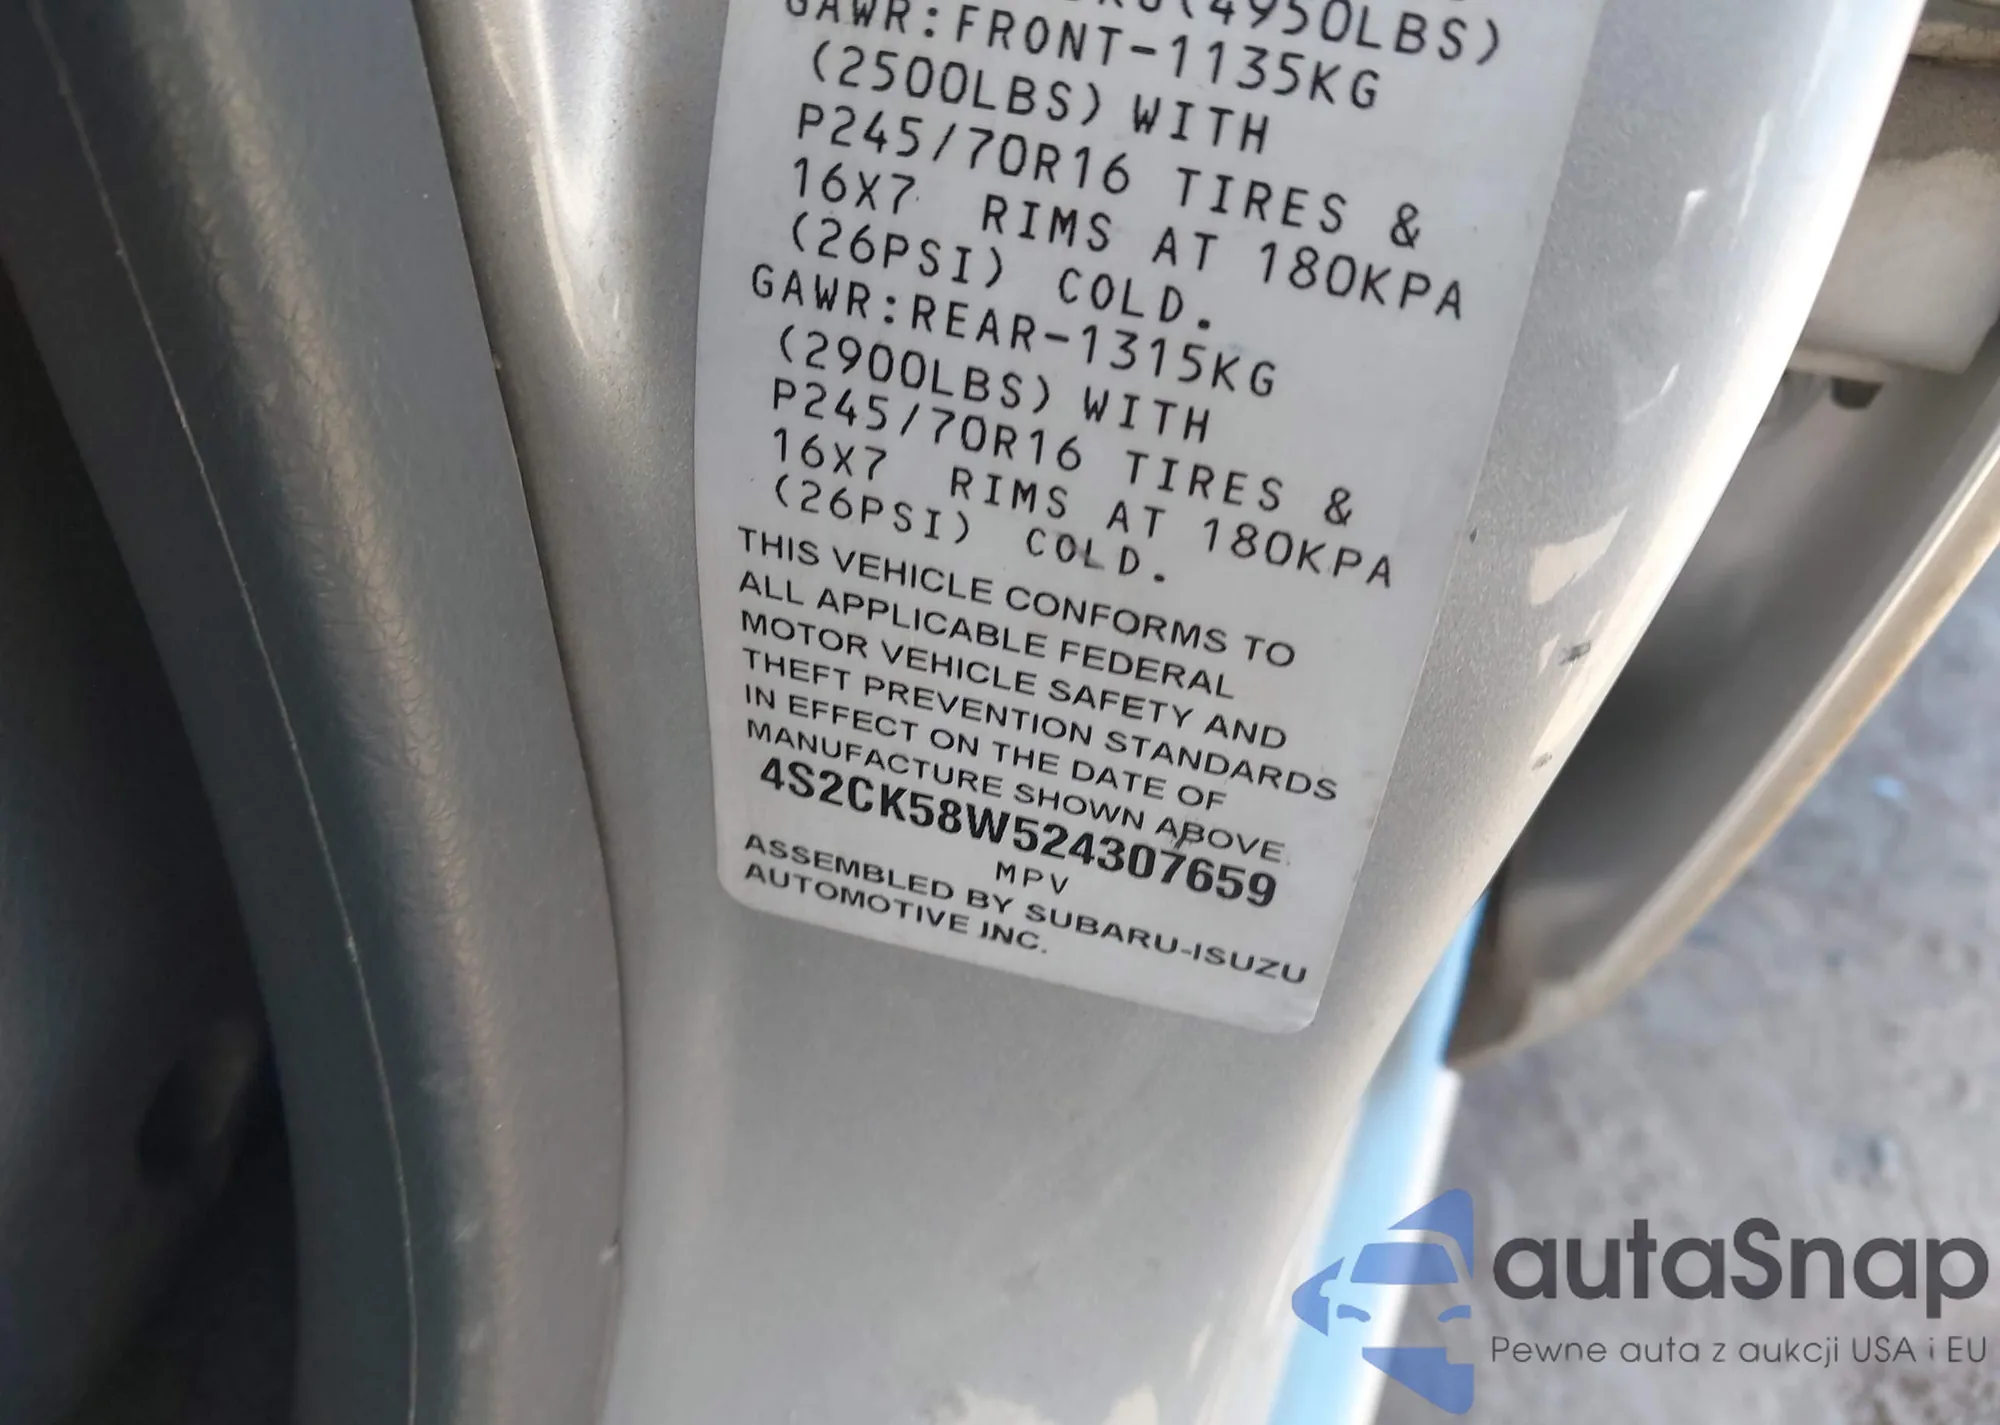 (4950LBS)
GAWR:FRONT-1135KG
(2500LBS) WITH
P245/70R16 TIRES &
16X7 RIMS AT 180KPA
(26PSI) COLD.
GAWR:REAR-1315KG
(2900LBS) WITH
P245/70R16 TIRES &
16X7 RIMS AT 180KPA
(26PSI) COLD.
THIS VEHICLE CONFORMS TO
ALL APPLICABLE FEDERAL
MOTOR VEHICLE SAFETY AND
THEFT PREVENTION STANDARDS
IN EFFECT ON THE DATE OF
MANUFACTURE SHOWN ABOVE.
4S2CK58W524307659
MPV
ASSEMBLED BY SUBARU-ISUZU
AUTOMOTIVE INC.
autaSnap
Pewne auta z aukcji USA i EU